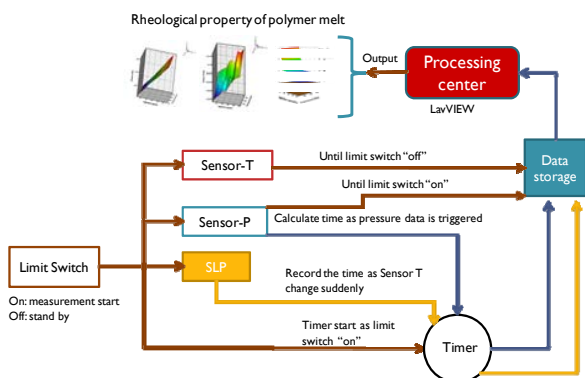 Rheological property of polymer melt
Output
Processing
center
LavVIEW
Sensor-T
Until limit switch "off"
Data
storage
Until limit switch "on"
Sensor-P
Calculate time as pressure data is triggered
Limit Switch
SLP
On: measurement start
Off: stand by
Record the time as Sensor T
change suddenly
Timer start as limit
switch "on"
Timer